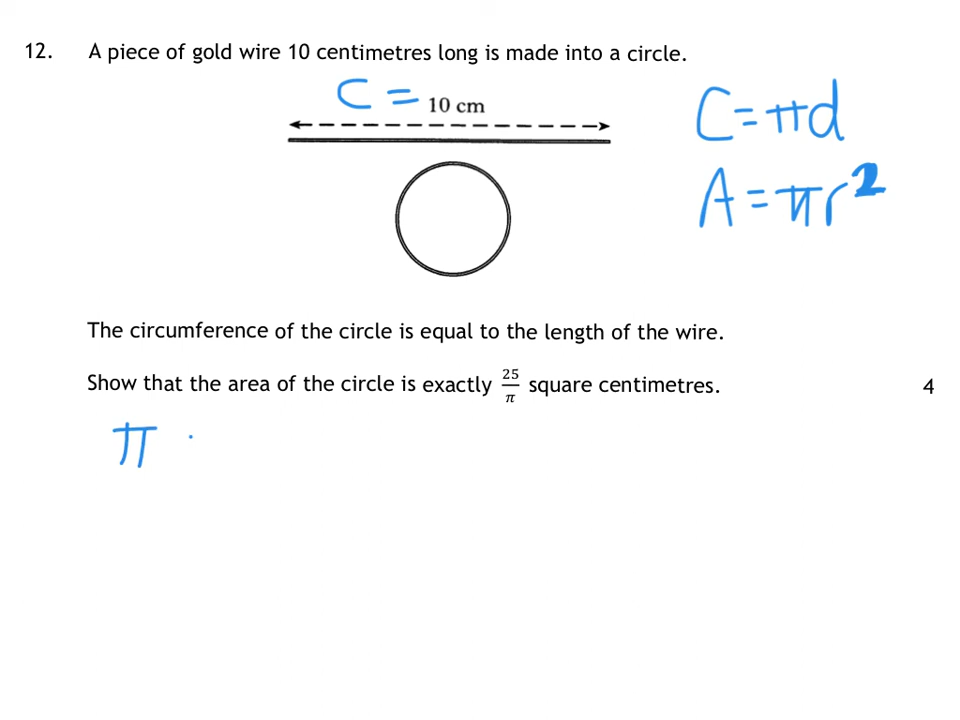 12. A piece of gold wire 10 centimetres long is made into a circle.
C = 10 cm
C = πd
A = πr²
The circumference of the circle is equal to the length of the wire.
Show that the area of the circle is exactly 25/π square centimetres. 4
π